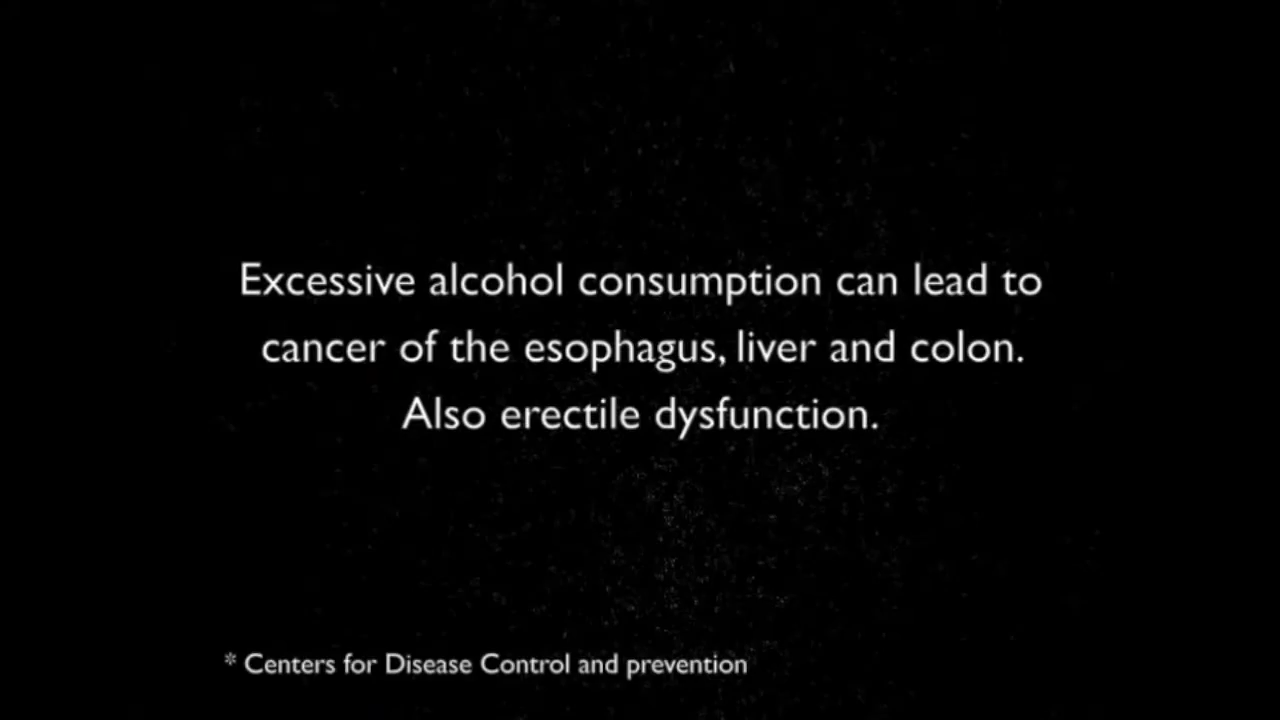 Excessive alcohol consumption can lead to
cancer of the esophagus, liver and colon.
Also erectile dysfunction.
* Centers for Disease Control and prevention